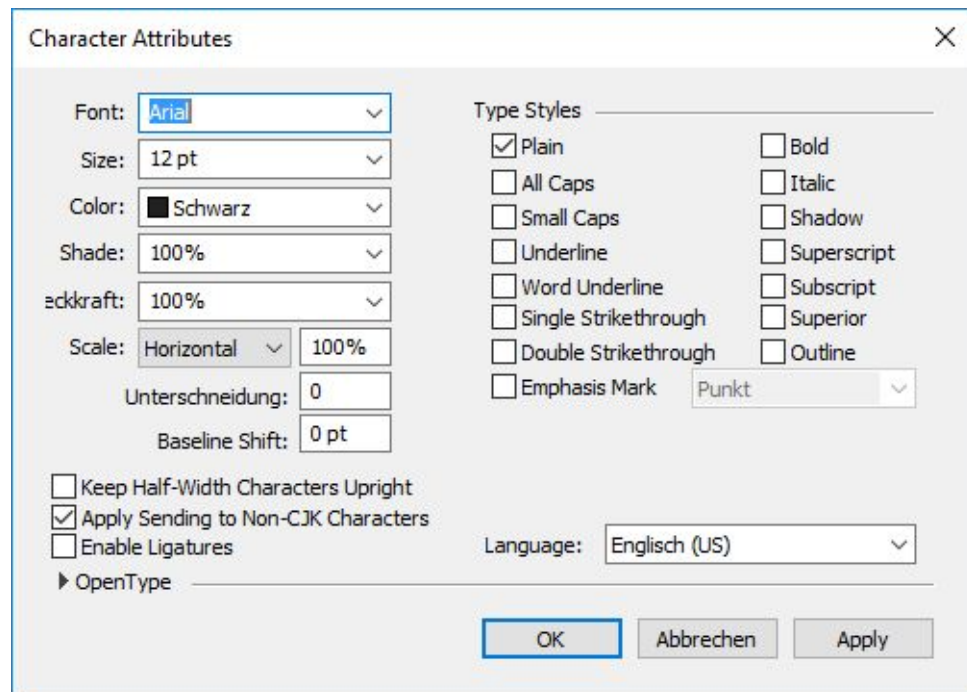 Character Attributes
Font: Arial
Size: 12 pt
Color: Schwarz
Shade: 100%
eckkraft: 100%
Scale: Horizontal 100%
Unterschneidung: 0
Baseline Shift: 0 pt
Type Styles
Plain Bold
All Caps Italic
Small Caps Shadow
Underline Superscript
Word Underline Subscript
Single Strikethrough Superior
Double Strikethrough Outline
Emphasis Mark Punkt
Keep Half-Width Characters Upright
Apply Sending to Non-CJK Characters
Enable Ligatures
Language: Englisch (US)
OpenType
OK Abbrechen Apply